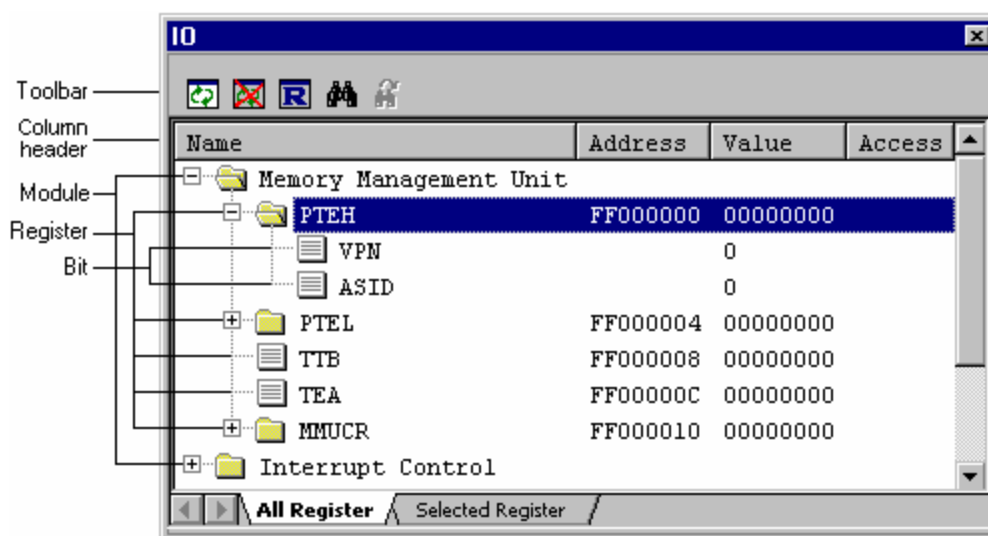 IO
Toolbar
R
Column
header
Name Address Value Access
Module
Memory Management Unit
Register
PTEH FF000000 00000000
Bit
VPN 0
ASID 0
PTEL FF000004 00000000
TTB FF000008 00000000
TEA FF00000C 00000000
MMUCR FF000010 00000000
Interrupt Control
All Register Selected Register